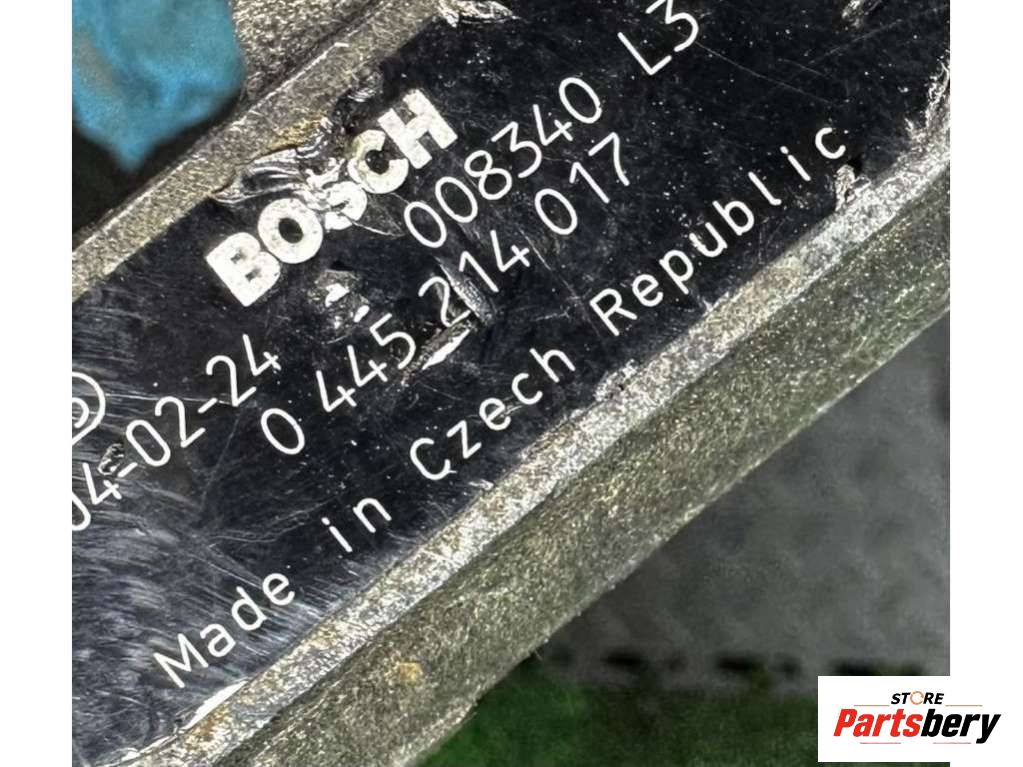 BOSCH
008340 L3
04-02-24
0 445 214 017
Made in Czech Republic
STORE
Partsbery